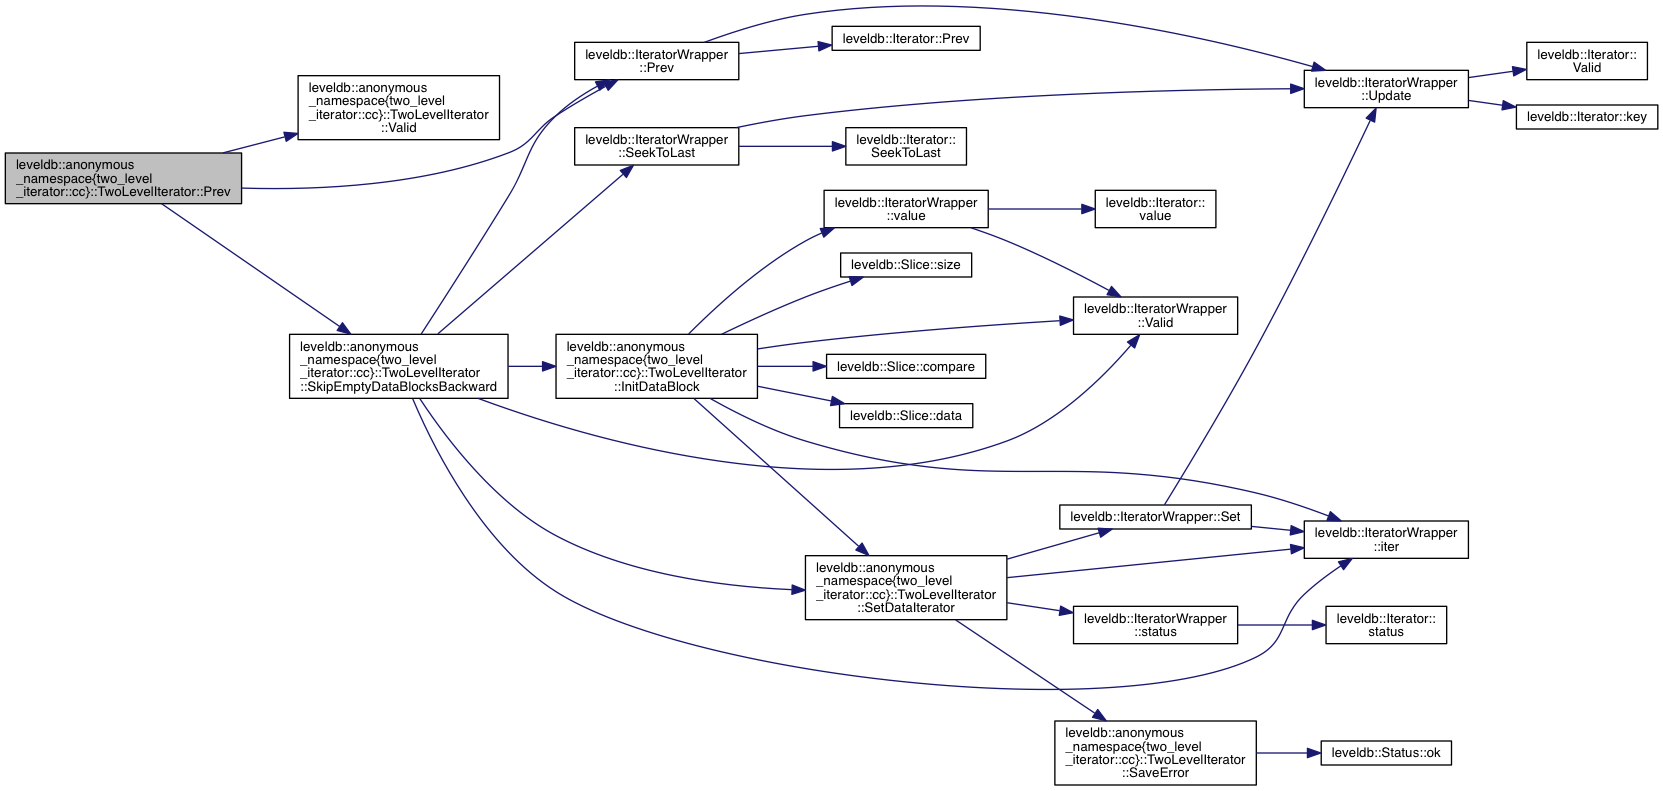 leveldb::anonymous
_namespace{two_level
_iterator::cc}::TwoLevelIterator::Prev
leveldb::anonymous
_namespace{two_level
_iterator::cc}::TwoLevelIterator
::Valid
leveldb::anonymous
_namespace{two_level
_iterator::cc}::TwoLevelIterator
::SkipEmptyDataBlocksBackward
leveldb::IteratorWrapper
::Prev
leveldb::IteratorWrapper
::SeekToLast
leveldb::anonymous
_namespace{two_level
_iterator::cc}::TwoLevelIterator
::InitDataBlock
leveldb::Iterator::Prev
leveldb::Iterator::
SeekToLast
leveldb::IteratorWrapper
::value
leveldb::Slice::size
leveldb::Slice::compare
leveldb::Slice::data
leveldb::anonymous
_namespace{two_level
_iterator::cc}::TwoLevelIterator
::SetDataIterator
leveldb::Iterator::
value
leveldb::IteratorWrapper
::Valid
leveldb::IteratorWrapper::Set
leveldb::IteratorWrapper
::status
leveldb::anonymous
_namespace{two_level
_iterator::cc}::TwoLevelIterator
::SaveError
leveldb::IteratorWrapper
::Update
leveldb::IteratorWrapper
::iter
leveldb::Iterator::
status
leveldb::Status::ok
leveldb::Iterator::
Valid
leveldb::Iterator::key